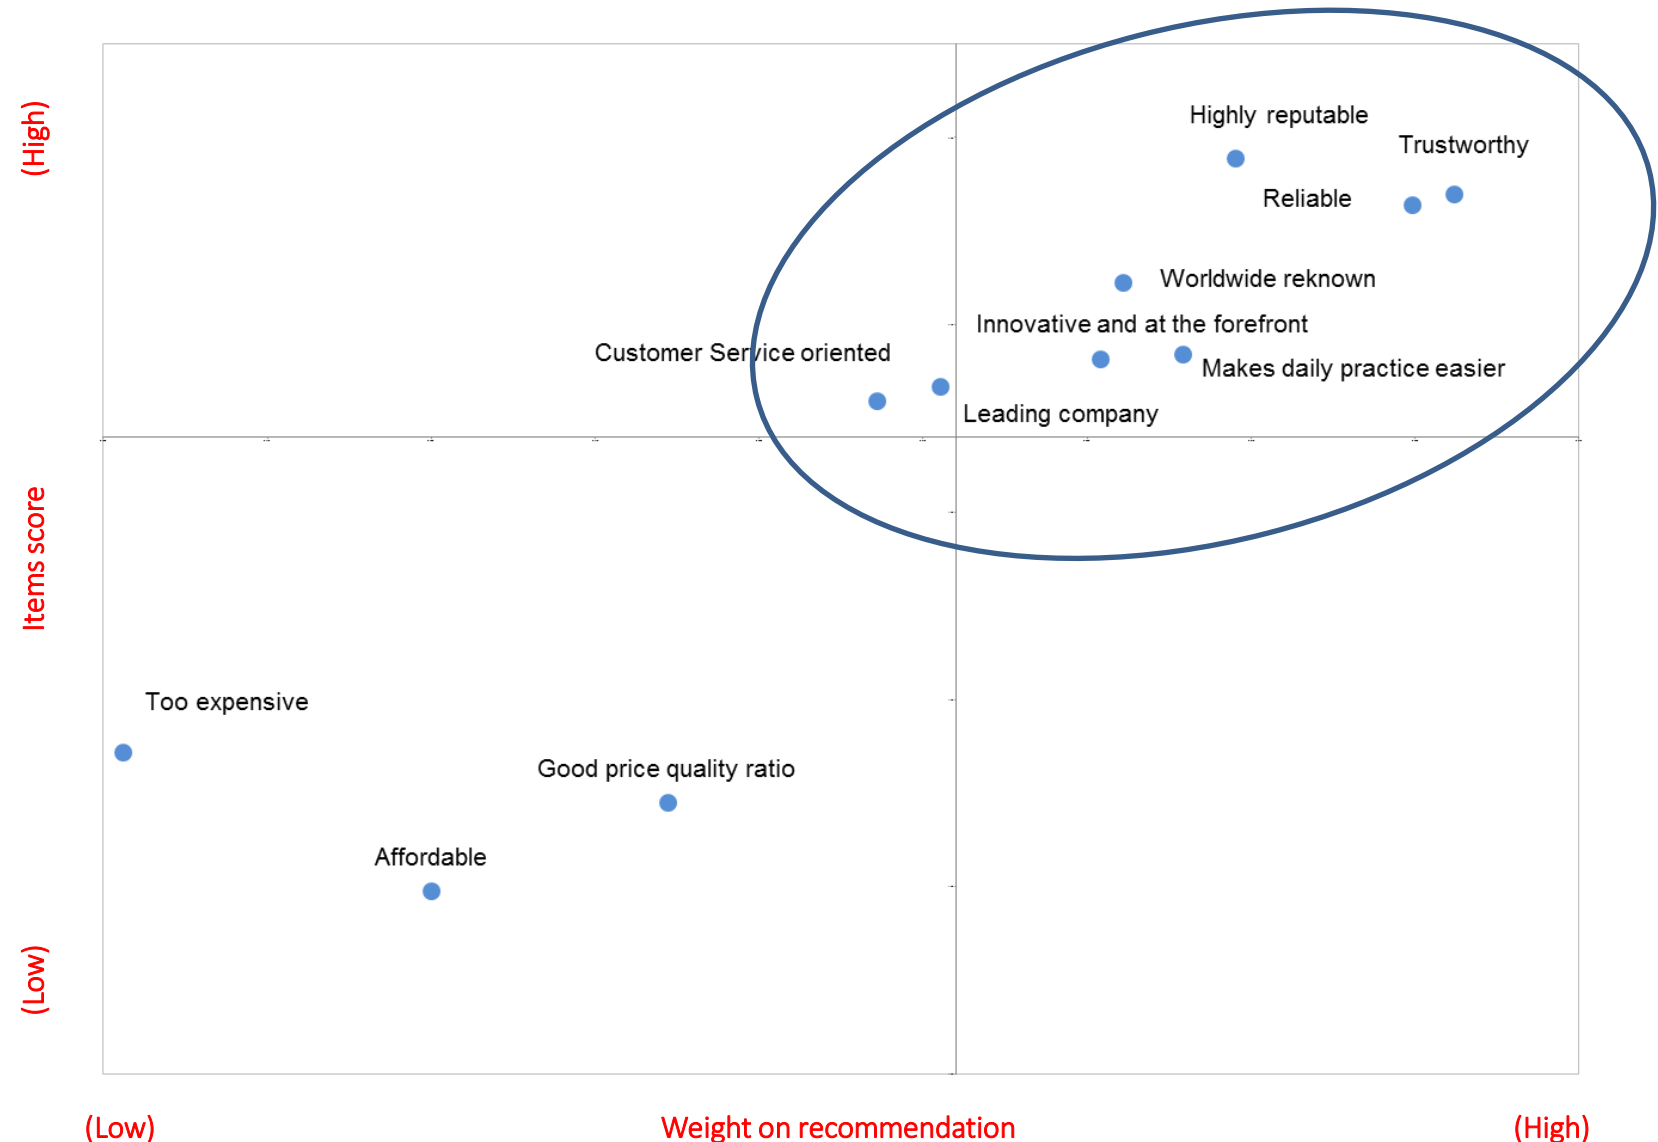 (High)
Highly reputable
Trustworthy
Reliable
Worldwide reknown
Innovative and at the forefront
Customer Service oriented
Makes daily practice easier
Leading company
Items score
Too expensive
Good price quality ratio
Affordable
(Low)
(Low)
Weight on recommendation
(High)